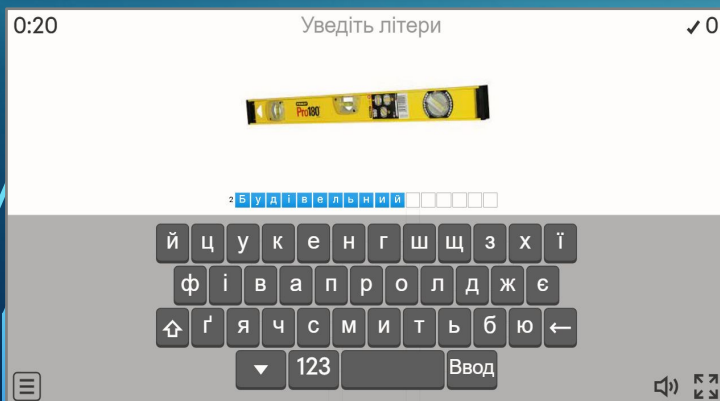 0:20
Уведіть літери
✓ 0
Pro180
2 Будівельний
й ц у к е н г ш щ з х ї
ф і в а п р о л д ж є
ґ я ч с м и т ь б ю ←
123 Ввод